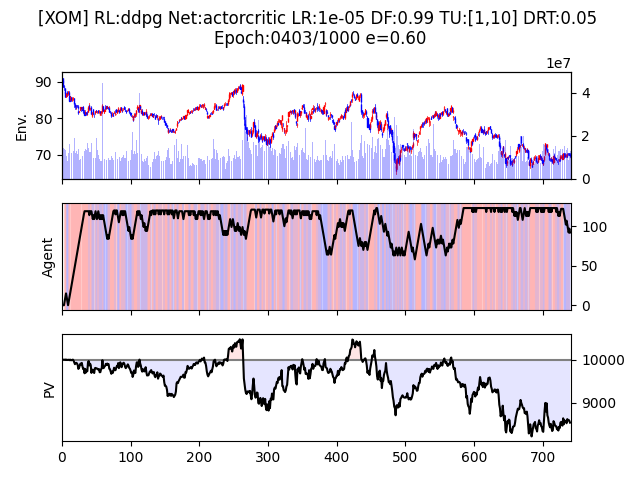 [XOM] RL:ddpg Net:actorcritic LR:1e-05 DF:0.99 TU:[1,10] DRT:0.05
Epoch:0403/1000 e=0.60
1e7
90
80
70
Env.
4
2
0
Agent
100
50
0
PV
10000
9000
0 100 200 300 400 500 600 700